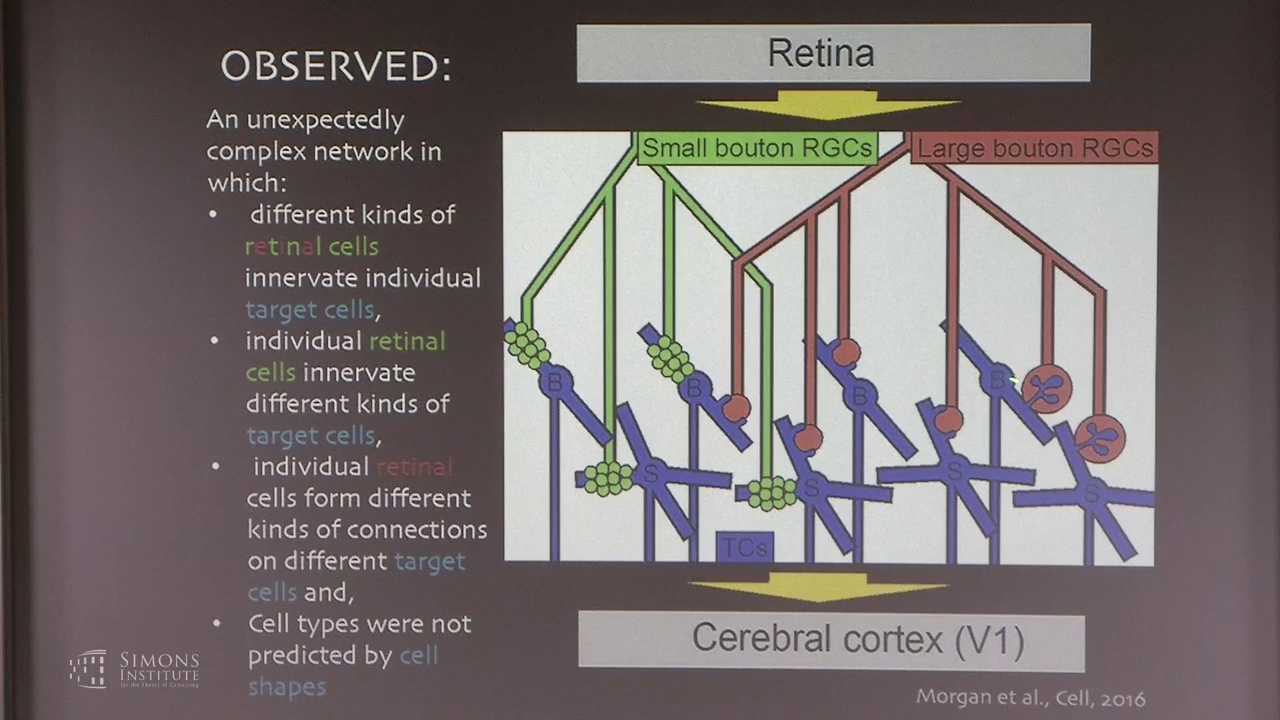 OBSERVED:
An unexpectedly
complex network in
which:
• different kinds of
retinal cells
innervate individual
target cells,
• individual retinal
cells innervate
different kinds of
target cells,
• individual retinal
cells form different
kinds of connections
on different target
cells and,
• Cell types were not
predicted by cell
shapes
Retina
Small bouton RGCs
Large bouton RGCs
B
B
B
B
S
S
S
S
TCs
Cerebral cortex (V1)
Morgan et al., Cell, 2016
SIMONS
INSTITUTE
for the Theory of Computing